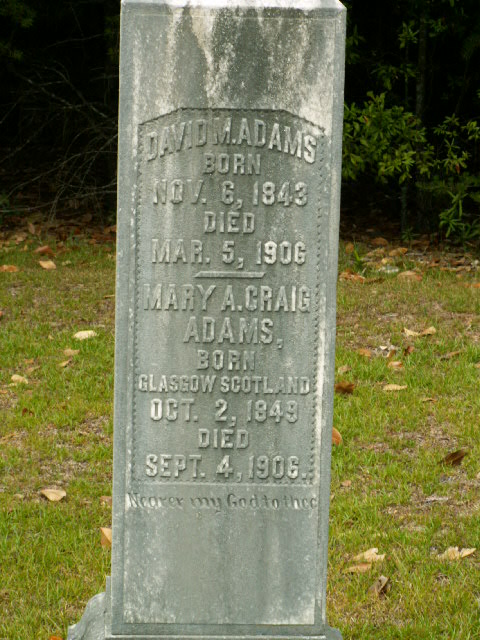 DAVID M. ADAMS
BORN
NOV. 6, 1843
DIED
MAR. 5, 1906
MARY A. CRAIG
ADAMS,
BORN
GLASGOW SCOTLAND
OCT. 2, 1849
DIED
SEPT. 4, 1906.
Nearer my God to thee